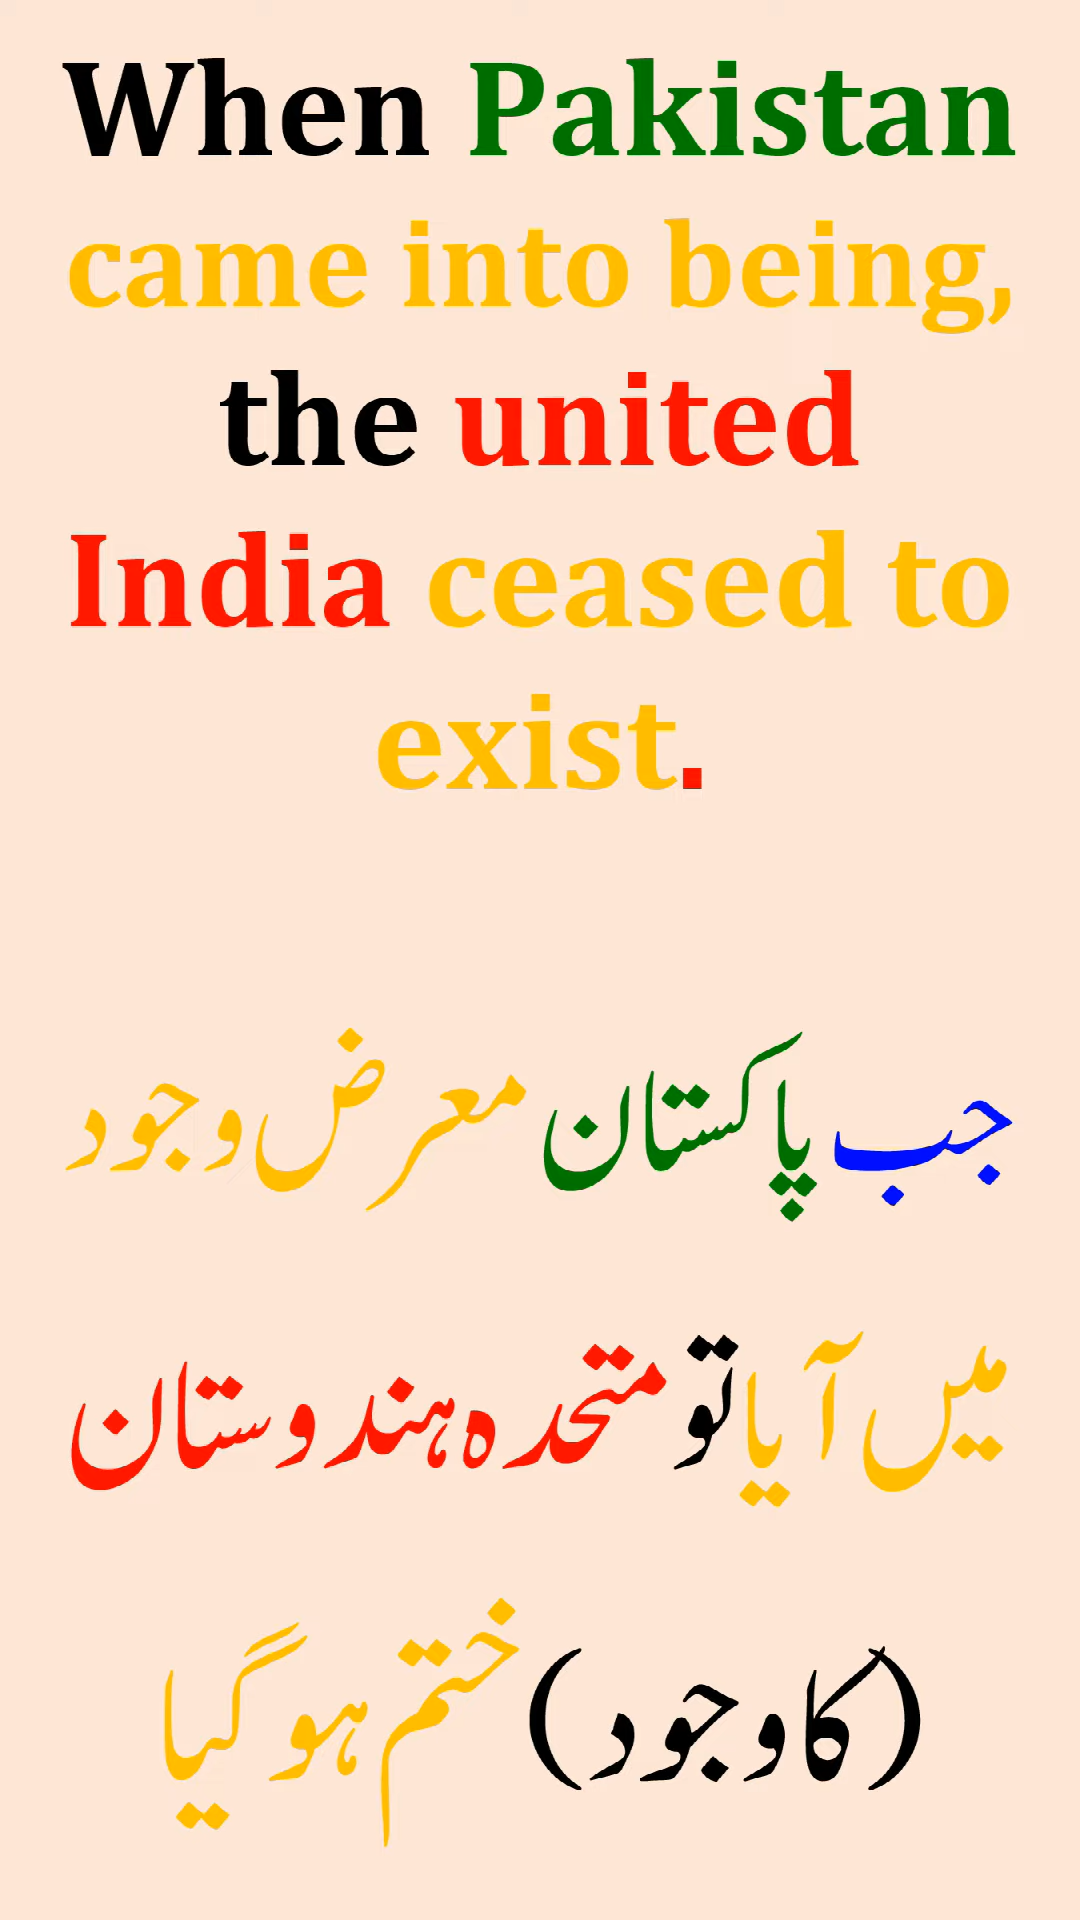 When Pakistan
came into being,
the united
India ceased to
exist.
جب پاکستان معرض وجود
میں آیا تو متحدہ ہندوستان
(کا وجود) ختم ہو گیا